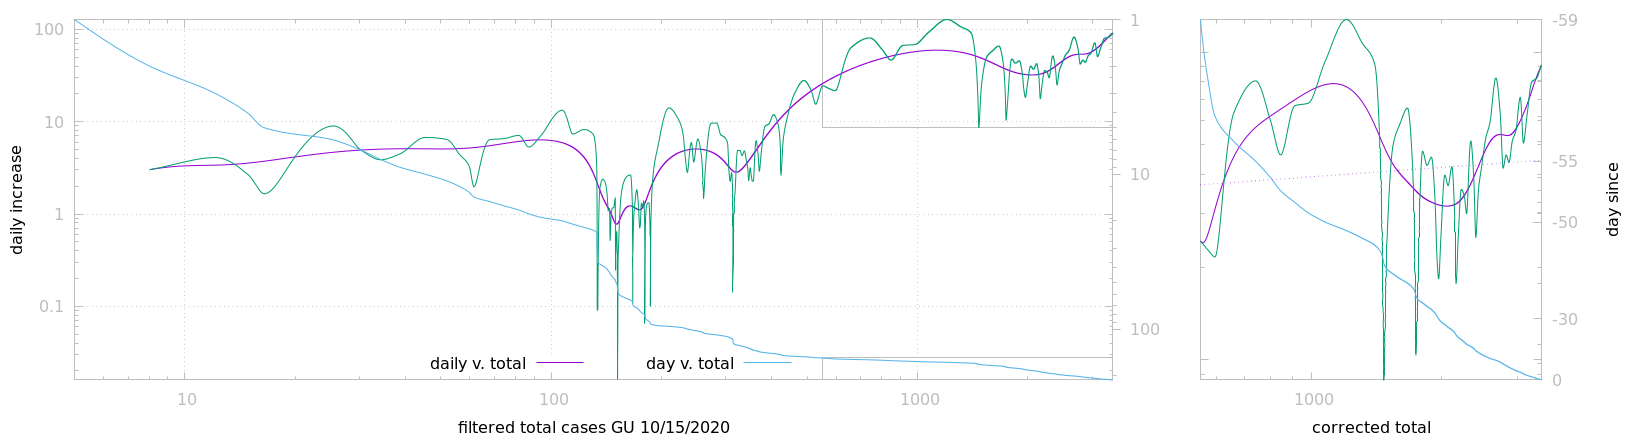 100
10
1
0.1
daily increase
daily v. total
day v. total
10
100
1000
filtered total cases GU 10/15/2020
1
10
100
1000
corrected total
-59
-55
-50
-30
0
day since